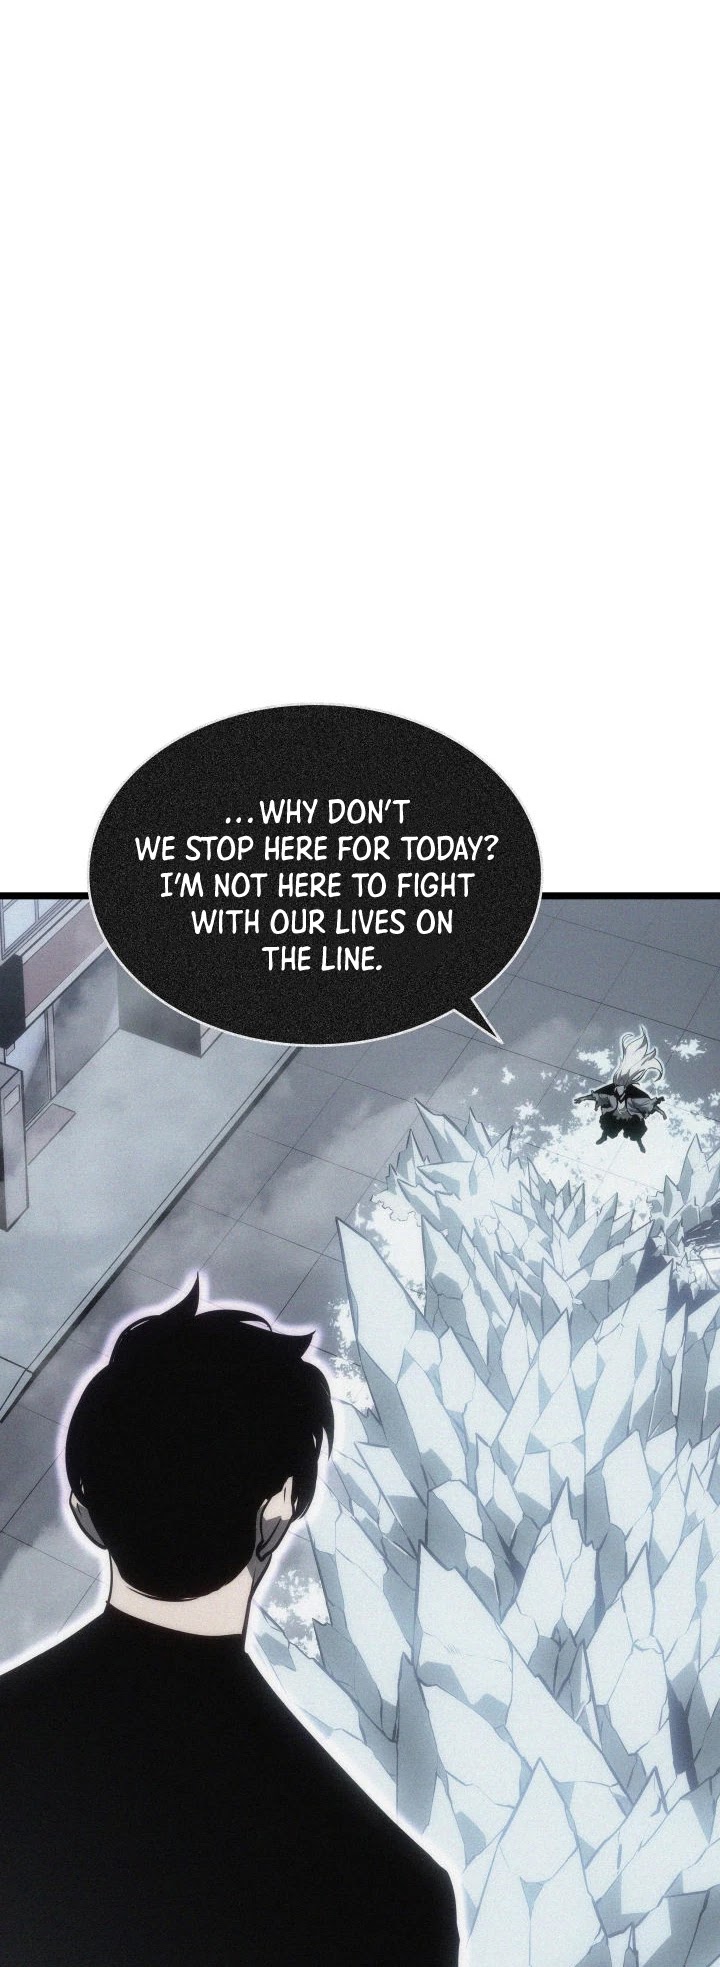 ...WHY DON'T
WE STOP HERE FOR TODAY?
I'M NOT HERE TO FIGHT
WITH OUR LIVES ON
THE LINE.